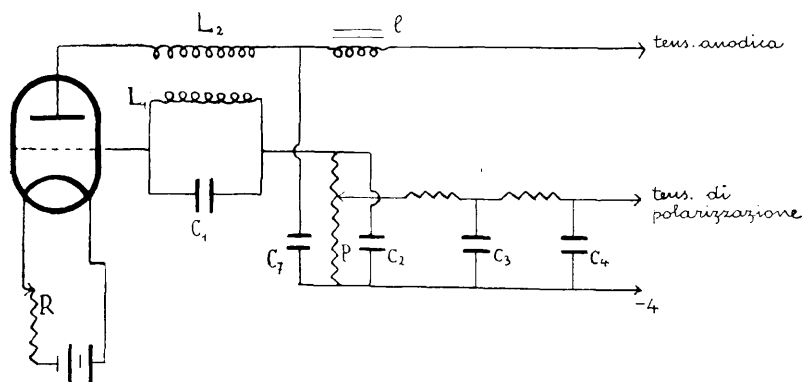 L₂
ℓ
tens. anodica
L₁
C₁
tens. di
polarizzazione
C₇
P
C₂
C₃
C₄
R
-4